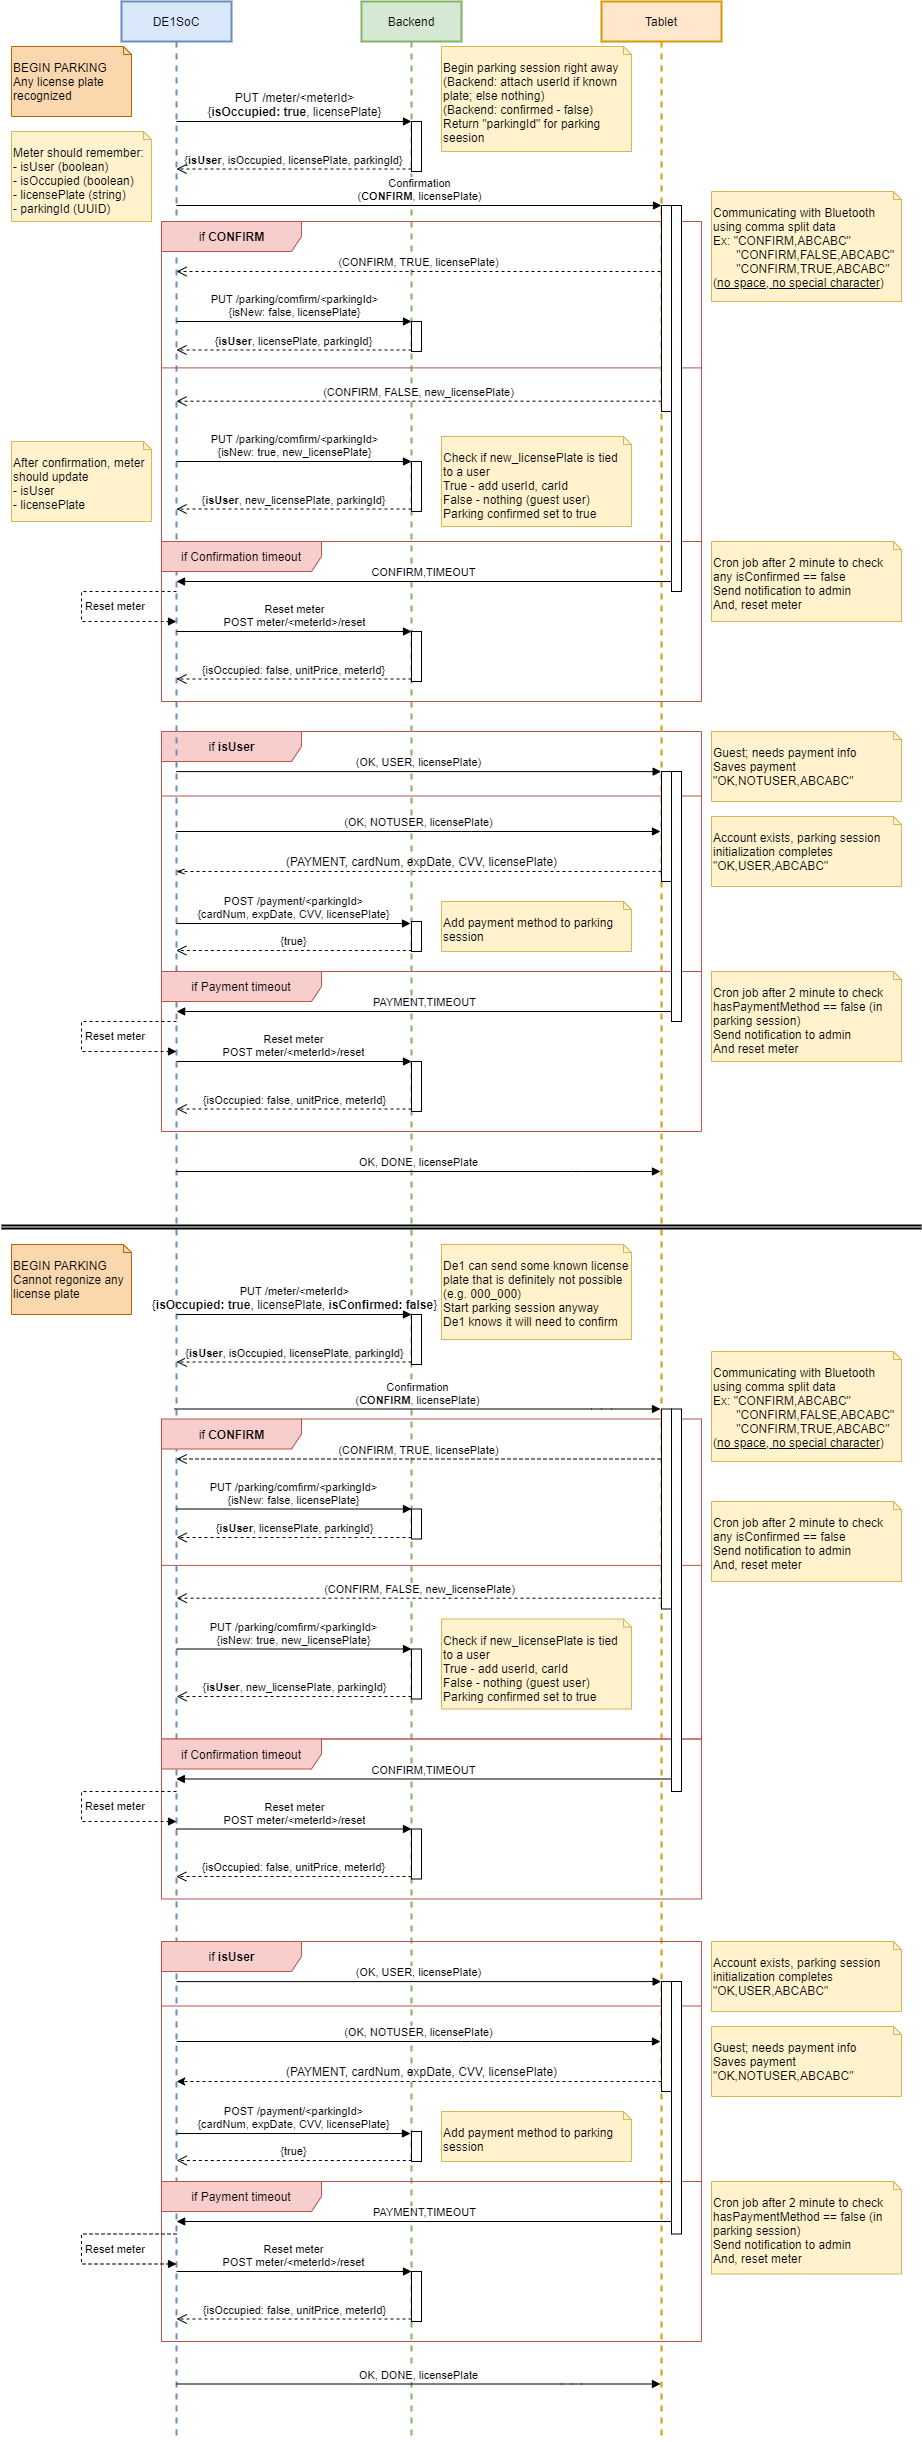 DE1SoC
Backend
Tablet
BEGIN PARKING
Any license plate
recognized
Begin parking session right away
(Backend: attach userId if known
plate; else nothing)
(Backend: confirmed - false)
Return "parkingId" for parking
seesion
PUT /meter/<meterId>
{isOccupied: true, licensePlate}
Meter should remember:
- isUser (boolean)
- isOccupied (boolean)
- licensePlate (string)
- parkingId (UUID)
{isUser, isOccupied, licensePlate, parkingId}
Confirmation
(CONFIRM, licensePlate)
Communicating with Bluetooth
using comma split data
Ex: "CONFIRM,ABCABC"
"CONFIRM,FALSE,ABCABC"
"CONFIRM,TRUE,ABCABC"
(no space, no special character)
if CONFIRM
(CONFIRM, TRUE, licensePlate)
PUT /parking/comfirm/<parkingId>
{isNew: false, licensePlate}
{isUser, licensePlate, parkingId}
(CONFIRM, FALSE, new_licensePlate)
PUT /parking/comfirm/<parkingId>
{isNew: true, new_licensePlate}
Check if new_licensePlate is tied
to a user
True - add userId, carId
False - nothing (guest user)
Parking confirmed set to true
After confirmation, meter
should update
- isUser
- licensePlate
{isUser, new_licensePlate, parkingId}
if Confirmation timeout
CONFIRM,TIMEOUT
Cron job after 2 minute to check
any isConfirmed == false
Send notification to admin
And, reset meter
Reset meter
Reset meter
POST meter/<meterId>/reset
{isOccupied: false, unitPrice, meterId}
if isUser
(OK, USER, licensePlate)
Guest; needs payment info
Saves payment
"OK,NOTUSER,ABCABC"
(OK, NOTUSER, licensePlate)
Account exists, parking session
initialization completes
"OK,USER,ABCABC"
(PAYMENT, cardNum, expDate, CVV, licensePlate)
POST /payment/<parkingId>
{cardNum, expDate, CVV, licensePlate}
Add payment method to parking
session
{true}
if Payment timeout
PAYMENT,TIMEOUT
Cron job after 2 minute to check
hasPaymentMethod == false (in
parking session)
Send notification to admin
And reset meter
Reset meter
Reset meter
POST meter/<meterId>/reset
{isOccupied: false, unitPrice, meterId}
OK, DONE, licensePlate
BEGIN PARKING
Cannot regonize any
license plate
De1 can send some known license
plate that is definitely not possible
(e.g. 000_000)
Start parking session anyway
De1 knows it will need to confirm
PUT /meter/<meterId>
{isOccupied: true, licensePlate, isConfirmed: false}
{isUser, isOccupied, licensePlate, parkingId}
Confirmation
(CONFIRM, licensePlate)
Communicating with Bluetooth
using comma split data
Ex: "CONFIRM,ABCABC"
"CONFIRM,FALSE,ABCABC"
"CONFIRM,TRUE,ABCABC"
(no space, no special character)
if CONFIRM
(CONFIRM, TRUE, licensePlate)
PUT /parking/comfirm/<parkingId>
{isNew: false, licensePlate}
{isUser, licensePlate, parkingId}
Cron job after 2 minute to check
any isConfirmed == false
Send notification to admin
And, reset meter
(CONFIRM, FALSE, new_licensePlate)
PUT /parking/comfirm/<parkingId>
{isNew: true, new_licensePlate}
Check if new_licensePlate is tied
to a user
True - add userId, carId
False - nothing (guest user)
Parking confirmed set to true
{isUser, new_licensePlate, parkingId}
if Confirmation timeout
CONFIRM,TIMEOUT
Reset meter
Reset meter
POST meter/<meterId>/reset
{isOccupied: false, unitPrice, meterId}
if isUser
(OK, USER, licensePlate)
Account exists, parking session
initialization completes
"OK,USER,ABCABC"
(OK, NOTUSER, licensePlate)
Guest; needs payment info
Saves payment
"OK,NOTUSER,ABCABC"
(PAYMENT, cardNum, expDate, CVV, licensePlate)
POST /payment/<parkingId>
{cardNum, expDate, CVV, licensePlate}
Add payment method to parking
session
{true}
if Payment timeout
PAYMENT,TIMEOUT
Cron job after 2 minute to check
hasPaymentMethod == false (in
parking session)
Send notification to admin
And, reset meter
Reset meter
Reset meter
POST meter/<meterId>/reset
{isOccupied: false, unitPrice, meterId}
OK, DONE, licensePlate